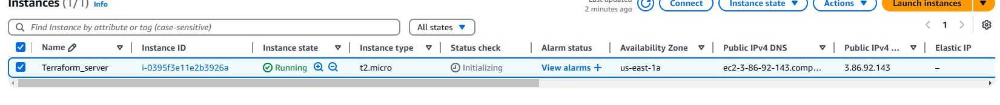 Instances (1/1) Info
Last updated
2 minutes ago
Connect
Instance state
Actions
Launch instances
Find Instance by attribute or tag (case-sensitive)
All states
1
Name Instance ID Instance state Instance type Status check Alarm status Availability Zone Public IPv4 DNS Public IPv4 ... Elastic IP
Terraform_server i-0395f3e11e2b3926a Running t2.micro Initializing View alarms + us-east-1a ec2-3-86-92-143.comp... 3.86.92.143 –